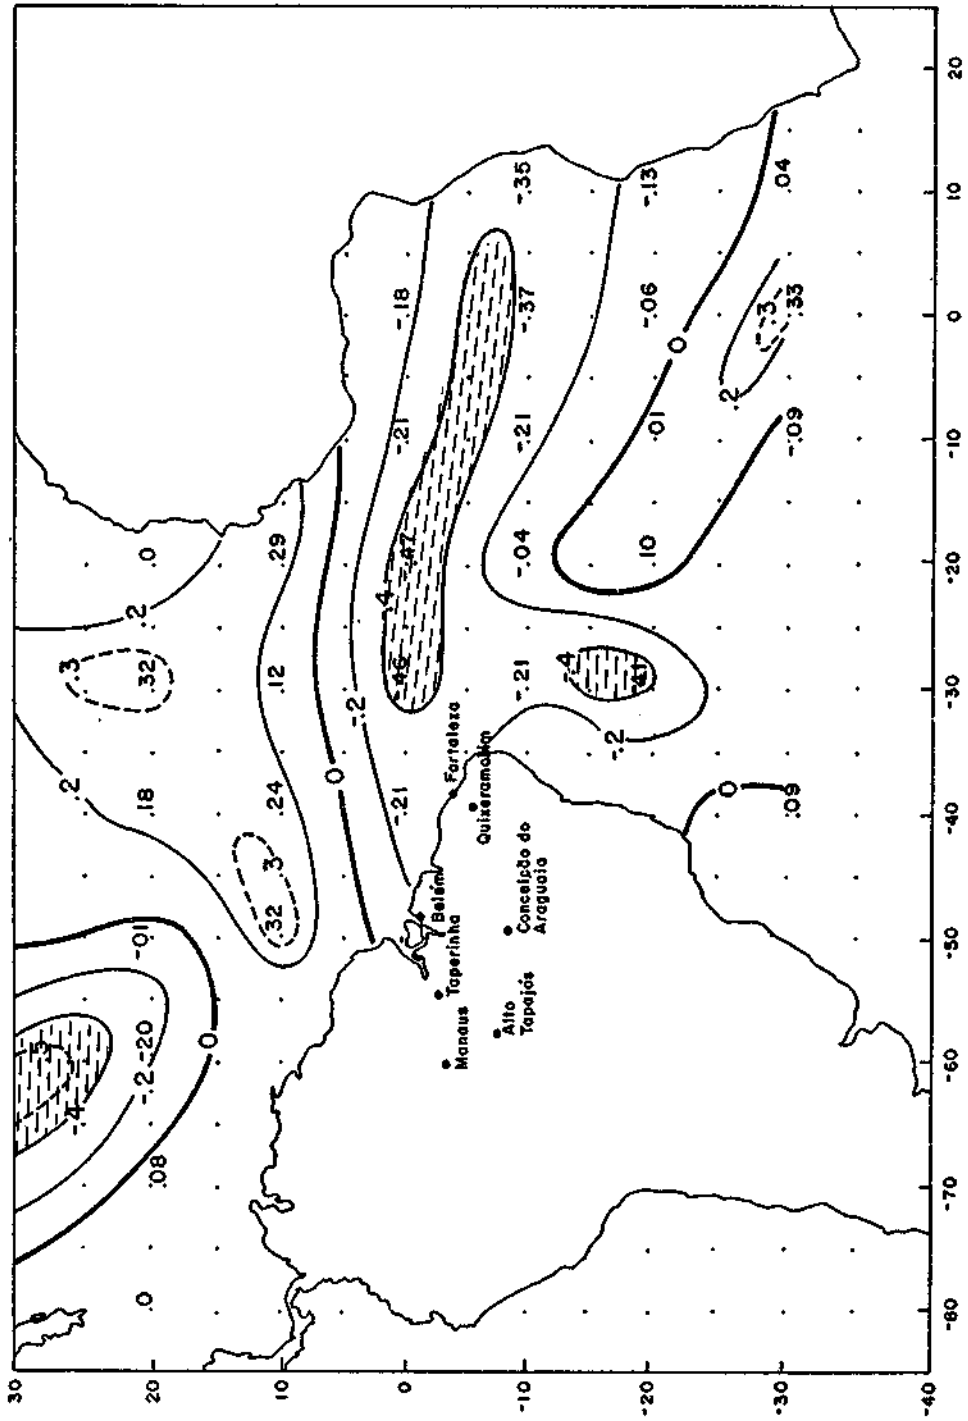 30
-.5
-.4 .2 .3
20 .0 .08 -.2 -.20 -.01 .18 .32 .2 .0
0
10 .32 .3 .24 .12 .29
0
-.2
0 -.21 -.46 -.4 -.47 -.21 -.18
Belém
Manaus Taperinha Fortaleza
Quixeramobim
Alto Conceição do
Tapajós Araguaia
-10 -.21 -.04 -.21 -.37 -.35
-.4
-.2
-20 -.41 .10 .01 -.06 -.13
0
0 .2
.3
-30 .09 -.09 .33 .04
-40
-80 -70 -60 -50 -40 -30 -20 -10 0 10 20